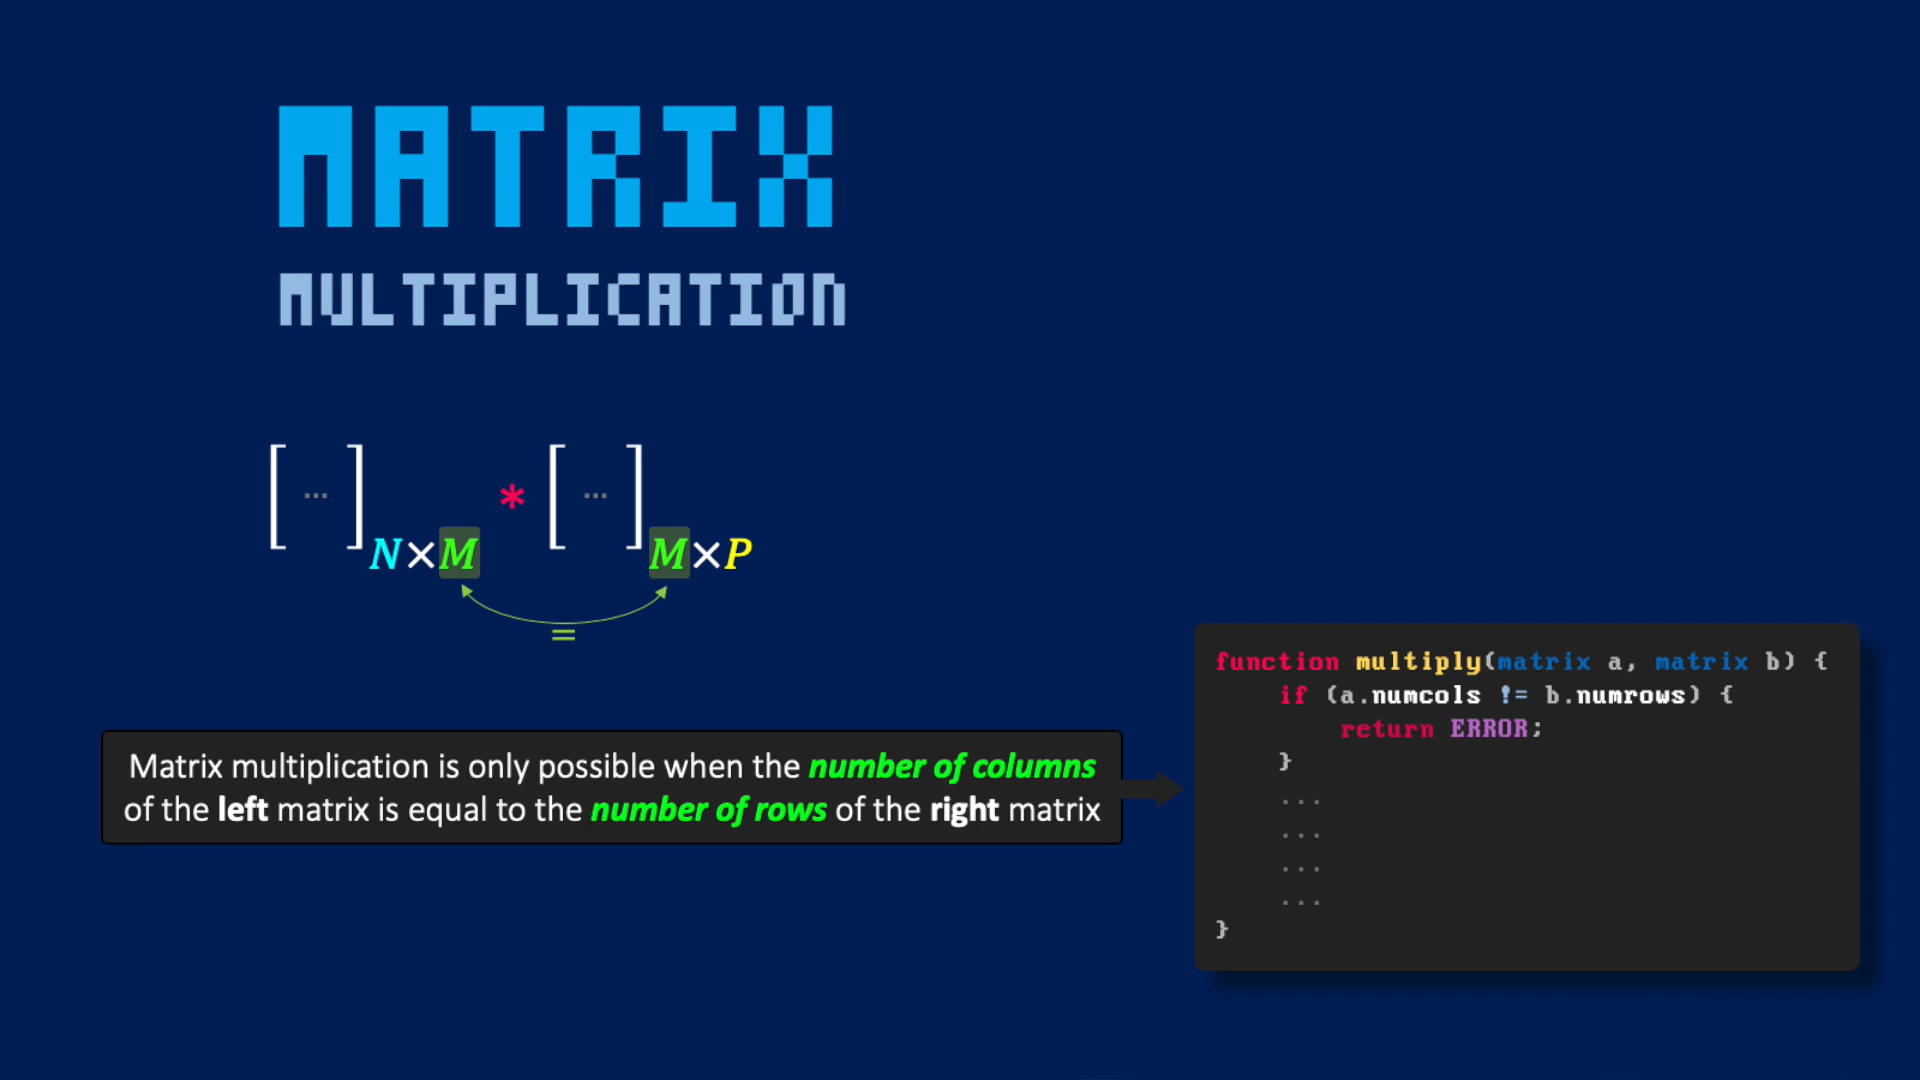 MATRIX
MULTIPLICATION
[ ... ] N×M * [ ... ] M×P
=
Matrix multiplication is only possible when the number of columns
of the left matrix is equal to the number of rows of the right matrix
function multiply(matrix a, matrix b) {
if (a.numcols != b.numrows) {
return ERROR;
}
...
...
...
...
}